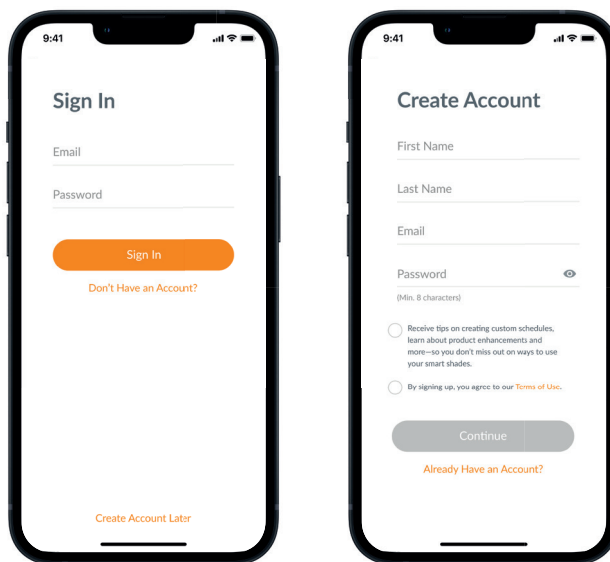 9:41
Sign In
Email
Password
Sign In
Don't Have an Account?
Create Account Later
9:41
Create Account
First Name
Last Name
Email
Password
(Min. 8 characters)
Receive tips on creating custom schedules,
learn about product enhancements and
more—so you don't miss out on ways to use
your smart shades.
By signing up, you agree to our Terms of Use.
Continue
Already Have an Account?